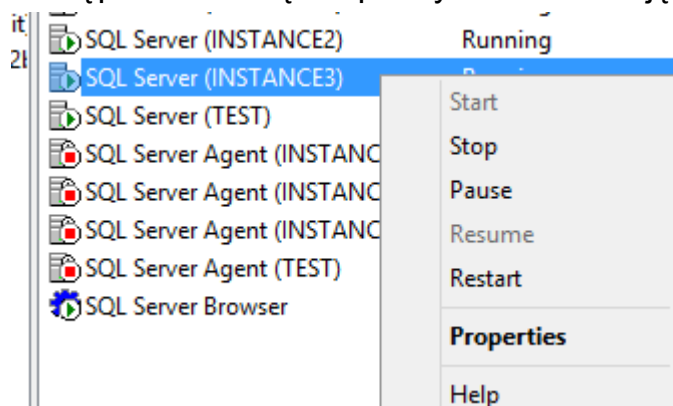 it
SQL Server (INSTANCE2) Running
SQL Server (INSTANCE3)
SQL Server (TEST)
SQL Server Agent (INSTANC
SQL Server Agent (INSTANC
SQL Server Agent (INSTANC
SQL Server Agent (TEST)
SQL Server Browser
Start
Stop
Pause
Resume
Restart
Properties
Help